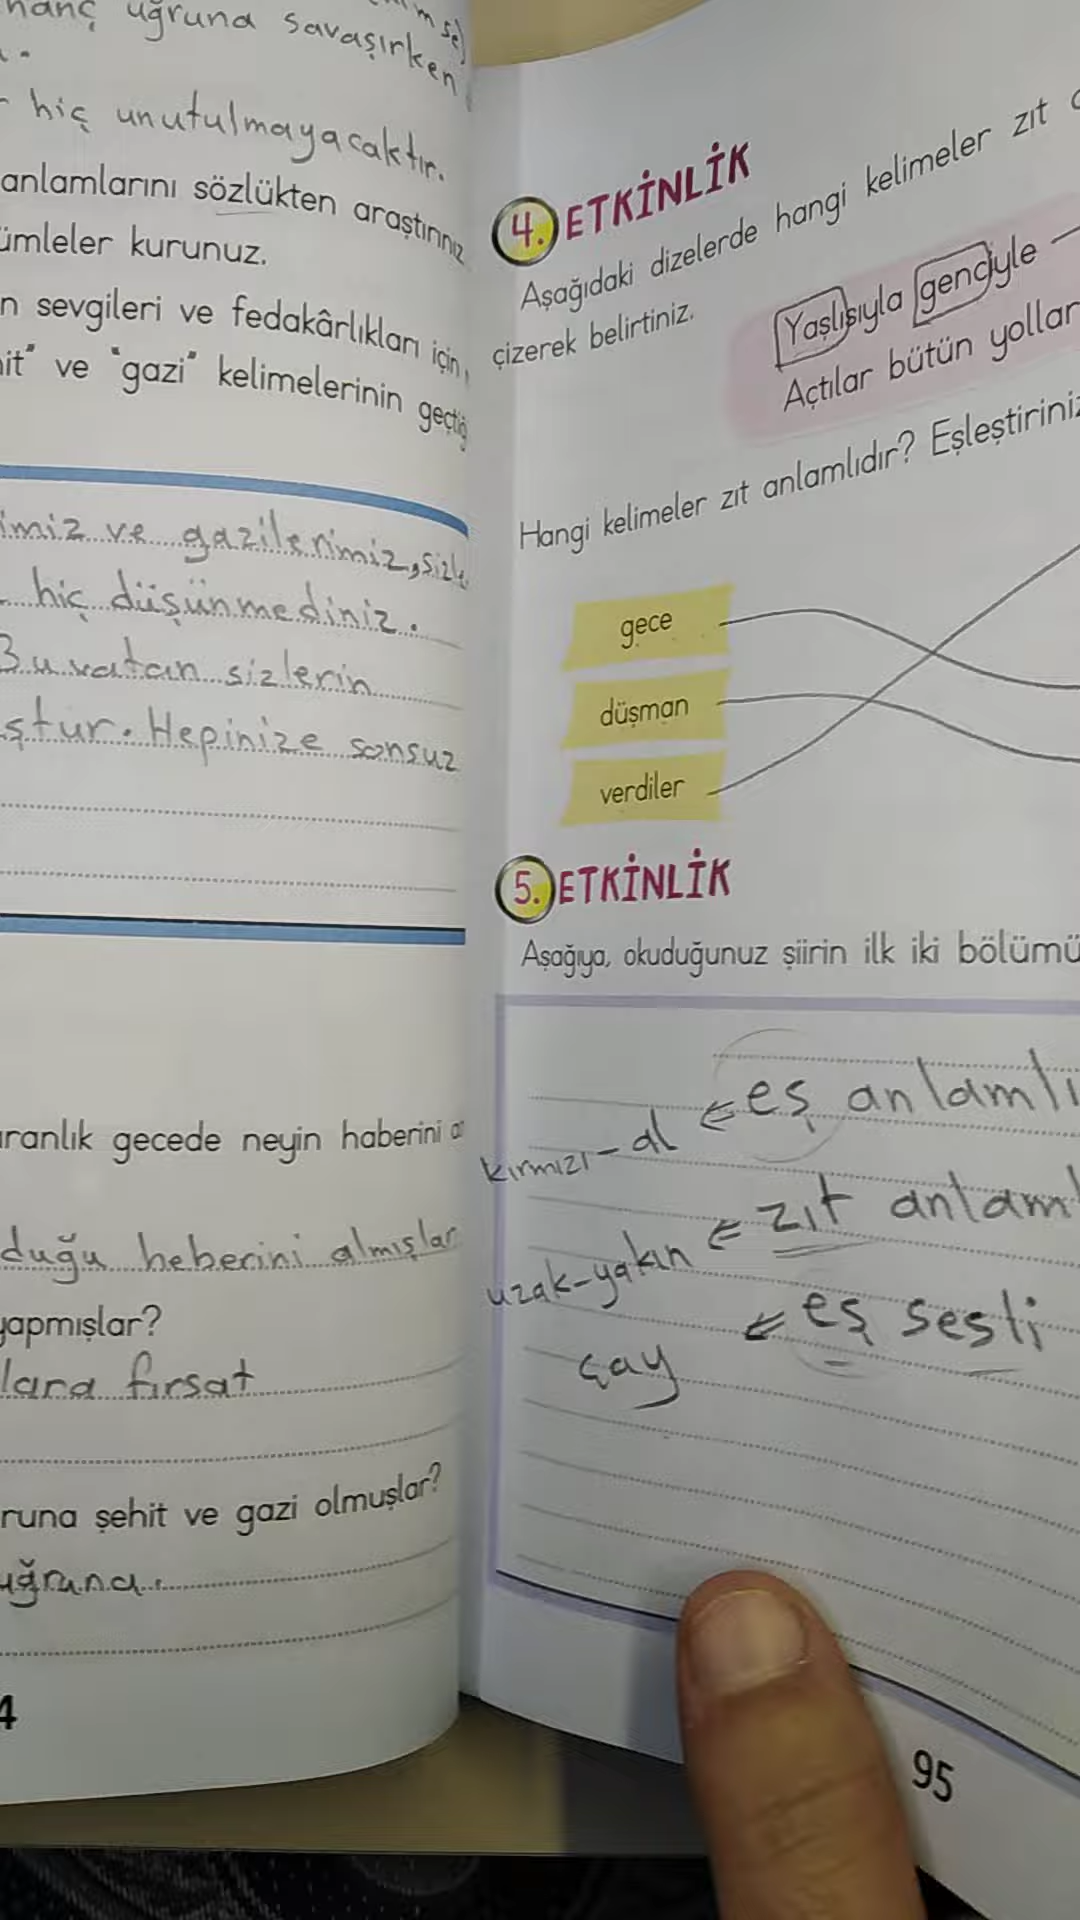 uğruna savaşırken
hiç unutulmayacaktır.
anlamlarını sözlükten araştırınız
ümleler kurunuz.
n sevgileri ve fedakârlıkları için,
it" ve "gazi" kelimelerinin geçtiğ
imiz ve gazilerimiz, sizle
hiç düşünmediniz.
Bu vatan sizlerin
ştur. Hepinize sonsuz
ranlık gecede neyin haberini a
duğu heberini almışlar
yapmışlar?
lara fırsat
runa şehit ve gazi olmuşlar?
uğruna.
4
4. ETKİNLİK
Aşağıdaki dizelerde hangi kelimeler zıt
çizerek belirtiniz.
Yaşlısıyla genciyle
Açtılar bütün yollar
Hangi kelimeler zıt anlamlıdır? Eşleştiriniz
gece
düşman
verdiler
5. ETKİNLİK
Aşağıya, okuduğunuz şiirin ilk iki bölümü
kırmızı - al ⇐ eş anlamlı
uzak-yakın ⇐ zıt anlaml
çay ⇐ eş sesli
95